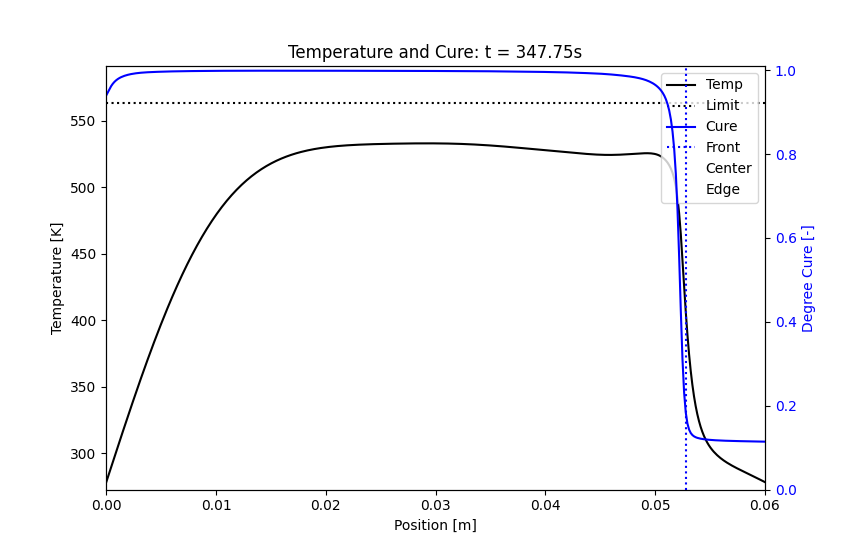 Temperature and Cure: t = 347.75s
Temp
Limit
Cure
Front
Center
Edge
550
500
450
400
350
300
Temperature [K]
1.0
0.8
0.6
0.4
0.2
0.0
Degree Cure [-]
0.00 0.01 0.02 0.03 0.04 0.05 0.06
Position [m]